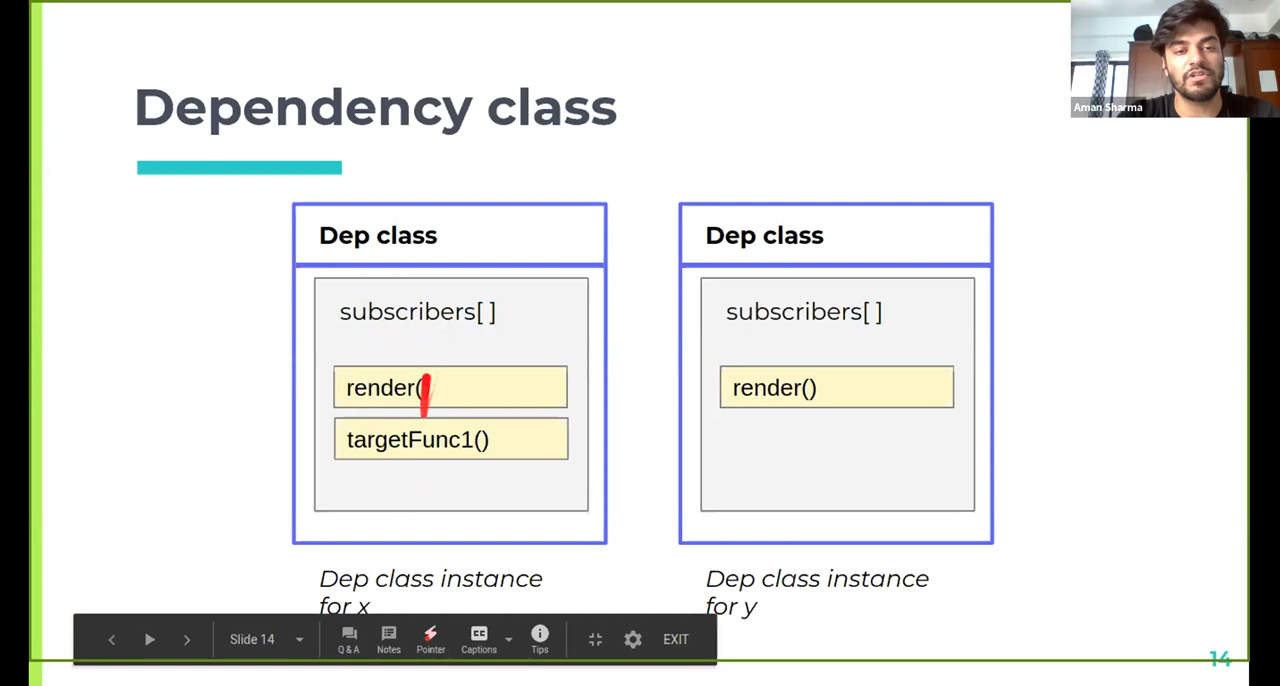 Dependency class
Aman Sharma
Dep class
subscribers[ ]
render()
targetFunc1()
Dep class instance
for x
Dep class
subscribers[ ]
render()
Dep class instance
for y
Slide 14
Q & A
Notes
Pointer
CC
Captions
Tips
EXIT
14